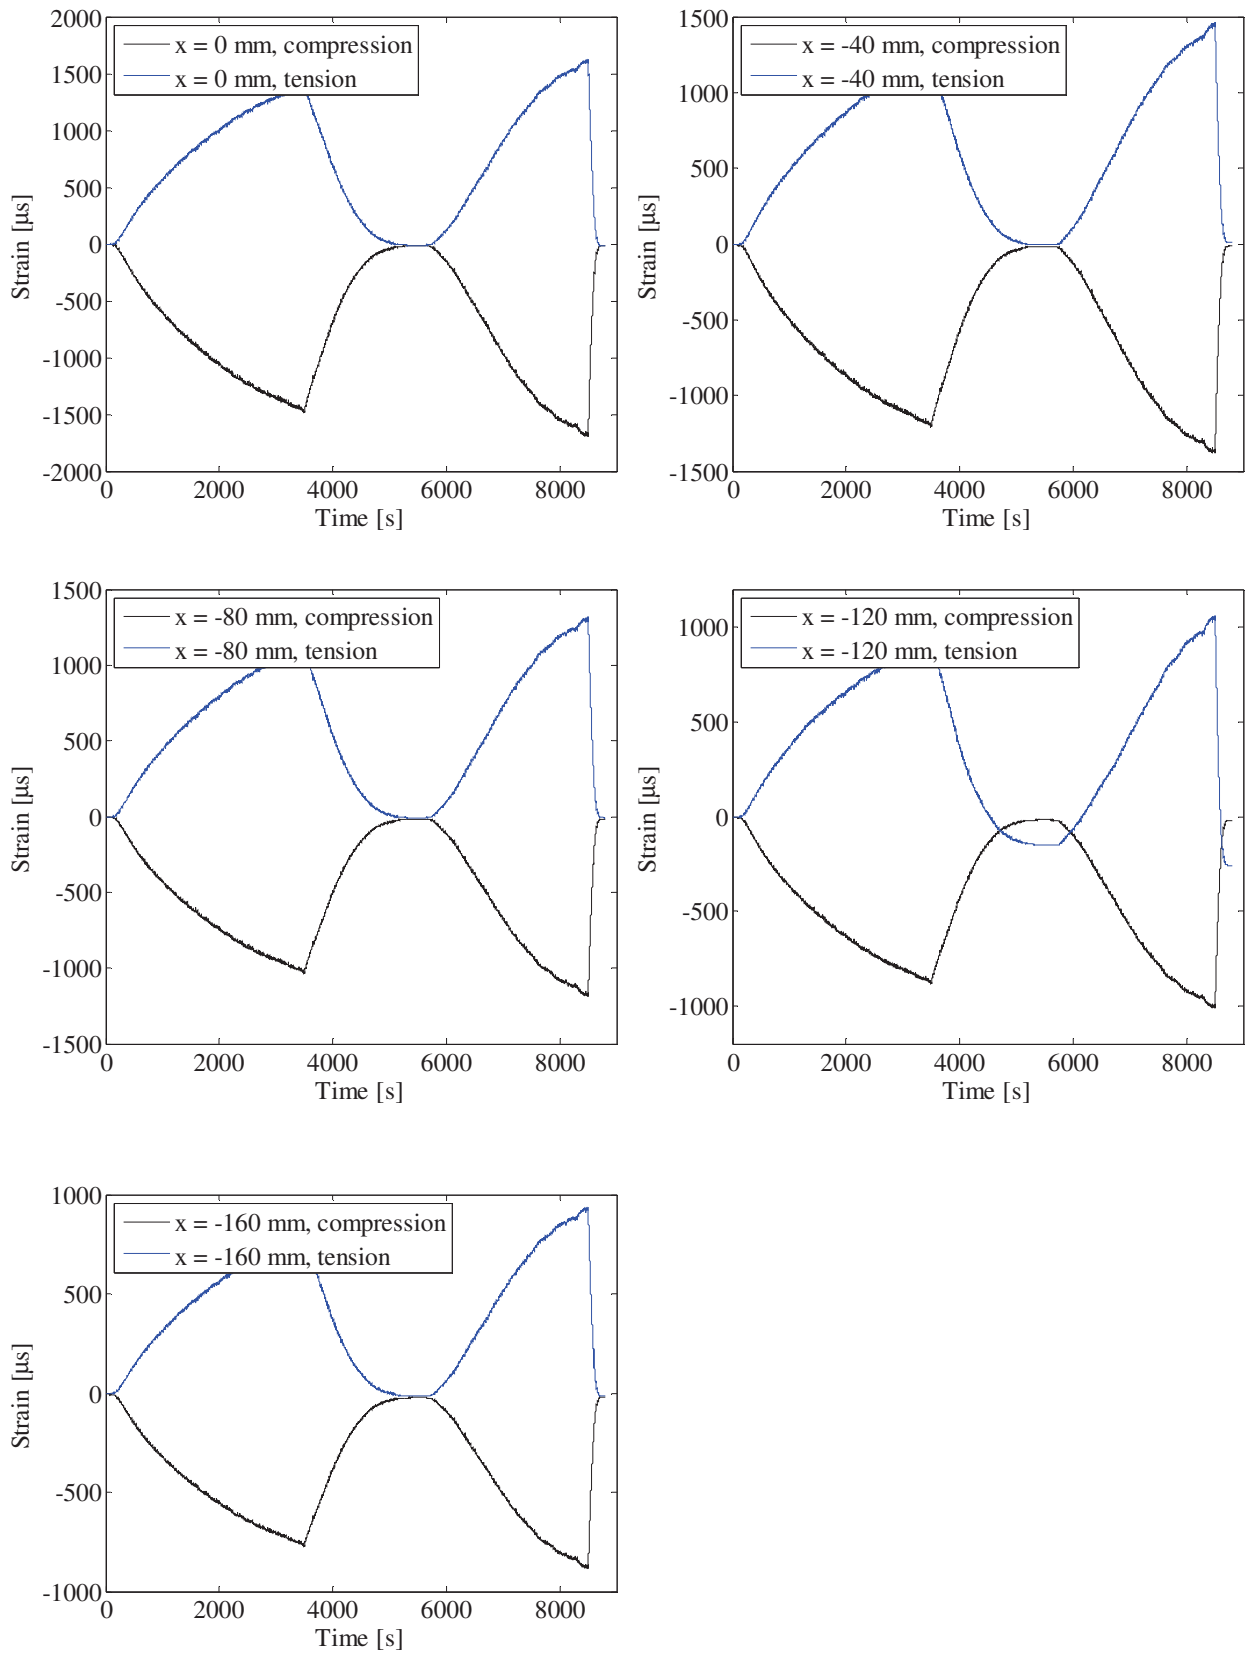 2000
1500
1000
500
0
-500
-1000
-1500
-2000
Strain [µs]
x = 0 mm, compression
x = 0 mm, tension
0 2000 4000 6000 8000
Time [s]
1500
1000
500
0
-500
-1000
-1500
Strain [µs]
x = -40 mm, compression
x = -40 mm, tension
0 2000 4000 6000 8000
Time [s]
1500
1000
500
0
-500
-1000
-1500
Strain [µs]
x = -80 mm, compression
x = -80 mm, tension
0 2000 4000 6000 8000
Time [s]
1000
500
0
-500
-1000
Strain [µs]
x = -120 mm, compression
x = -120 mm, tension
0 2000 4000 6000 8000
Time [s]
1000
500
0
-500
-1000
Strain [µs]
x = -160 mm, compression
x = -160 mm, tension
0 2000 4000 6000 8000
Time [s]